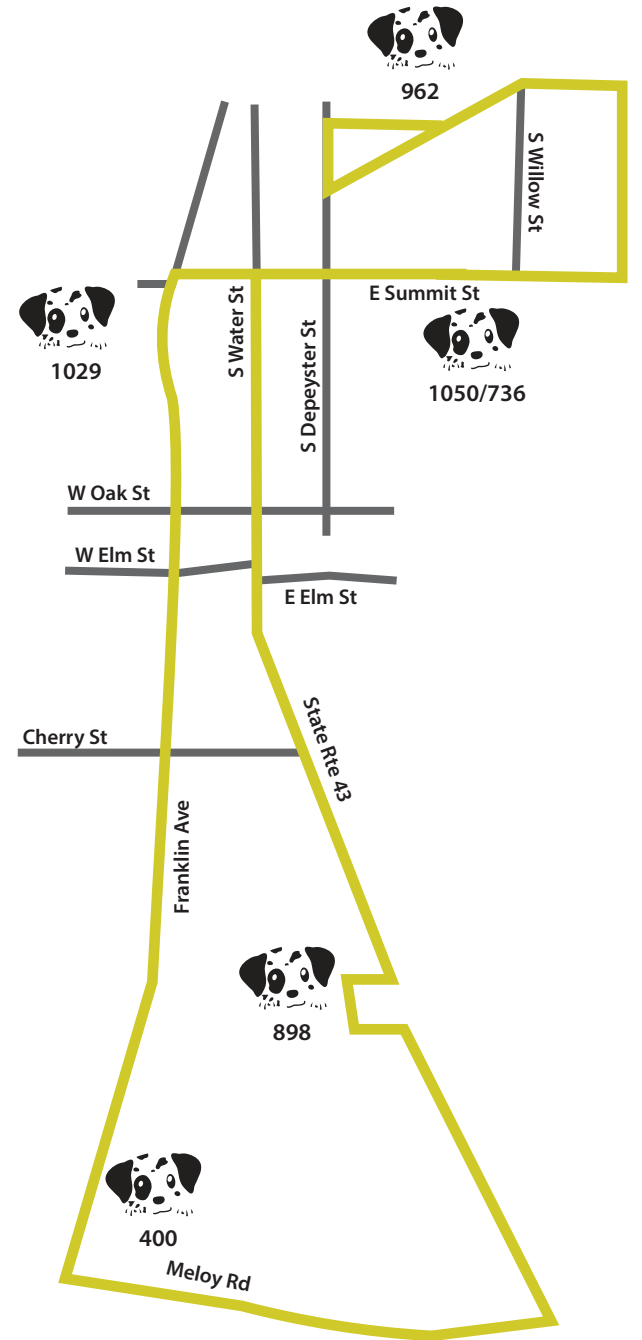 962
S Willow St
E Summit St
S Water St
S Depeyster St
1029
1050/736
W Oak St
W Elm St
E Elm St
State Rte 43
Cherry St
Franklin Ave
898
400
Meloy Rd